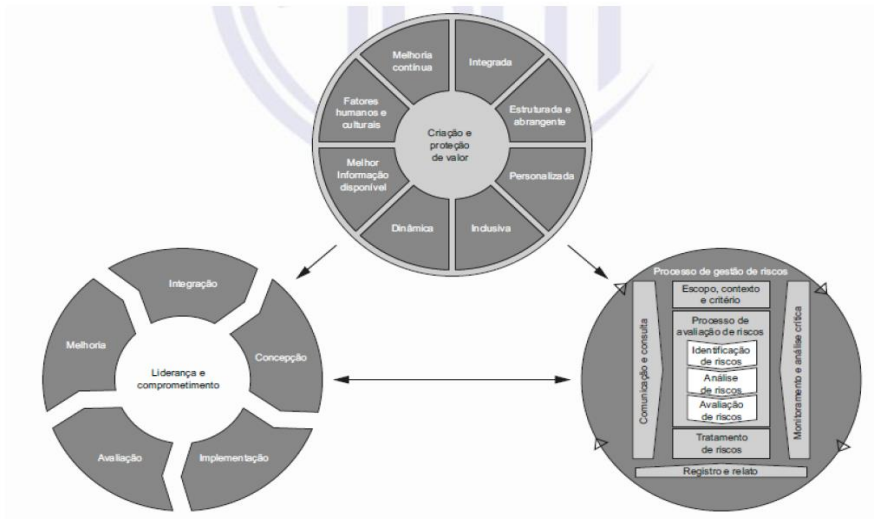 Melhoria
contínua
Integrada
Fatores
humanos e
culturais
Estruturada e
abrangente
Criação e
proteção
de valor
Melhor
Informação
disponível
Personalizada
Dinâmica
Inclusiva
Integração
Melhoria
Concepção
Liderança e
comprometimento
Avaliação
Implementação
Processo de gestão de riscos
Escopo, contexto
e critério
Processo de
avaliação de riscos
Identificação
de riscos
Análise
de riscos
Avaliação
de riscos
Tratamento
de riscos
Comunicação e consulta
Monitoramento e análise crítica
Registro e relato